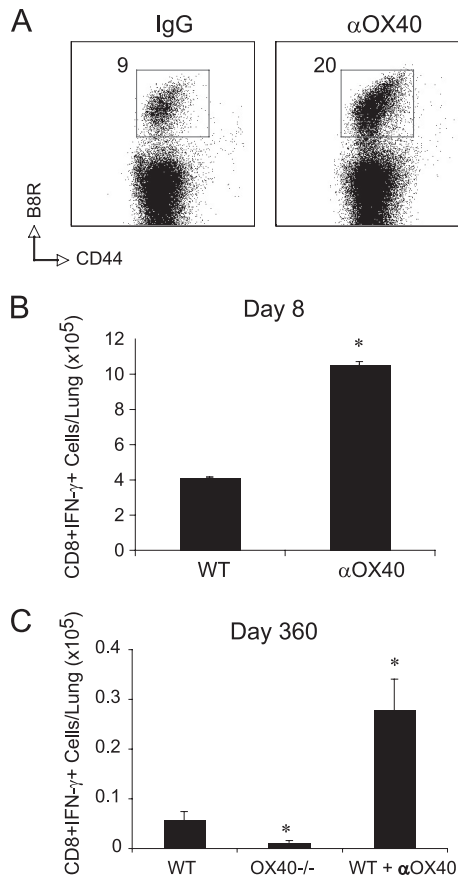 A
IgG
αOX40
9
20
B8R
CD44
B
Day 8
CD8+IFN-γ+ Cells/Lung (x10⁵)
12
10
8
6
4
2
0
*
WT
αOX40
C
Day 360
CD8+IFN-γ+ Cells/Lung (x10⁵)
0.4
0.3
0.2
0.1
0
*
*
WT
OX40-/-
WT + αOX40